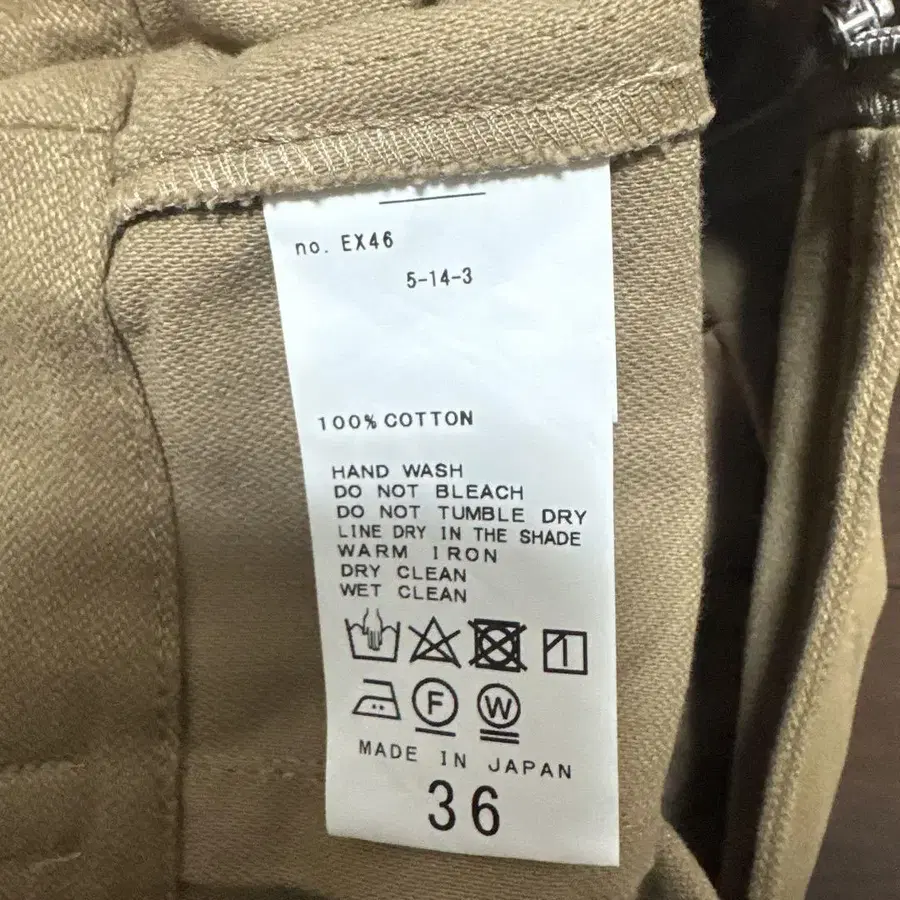 no. EX46
5-14-3
100% COTTON
HAND WASH
DO NOT BLEACH
DO NOT TUMBLE DRY
LINE DRY IN THE SHADE
WARM IRON
DRY CLEAN
WET CLEAN
F W
MADE IN JAPAN
36